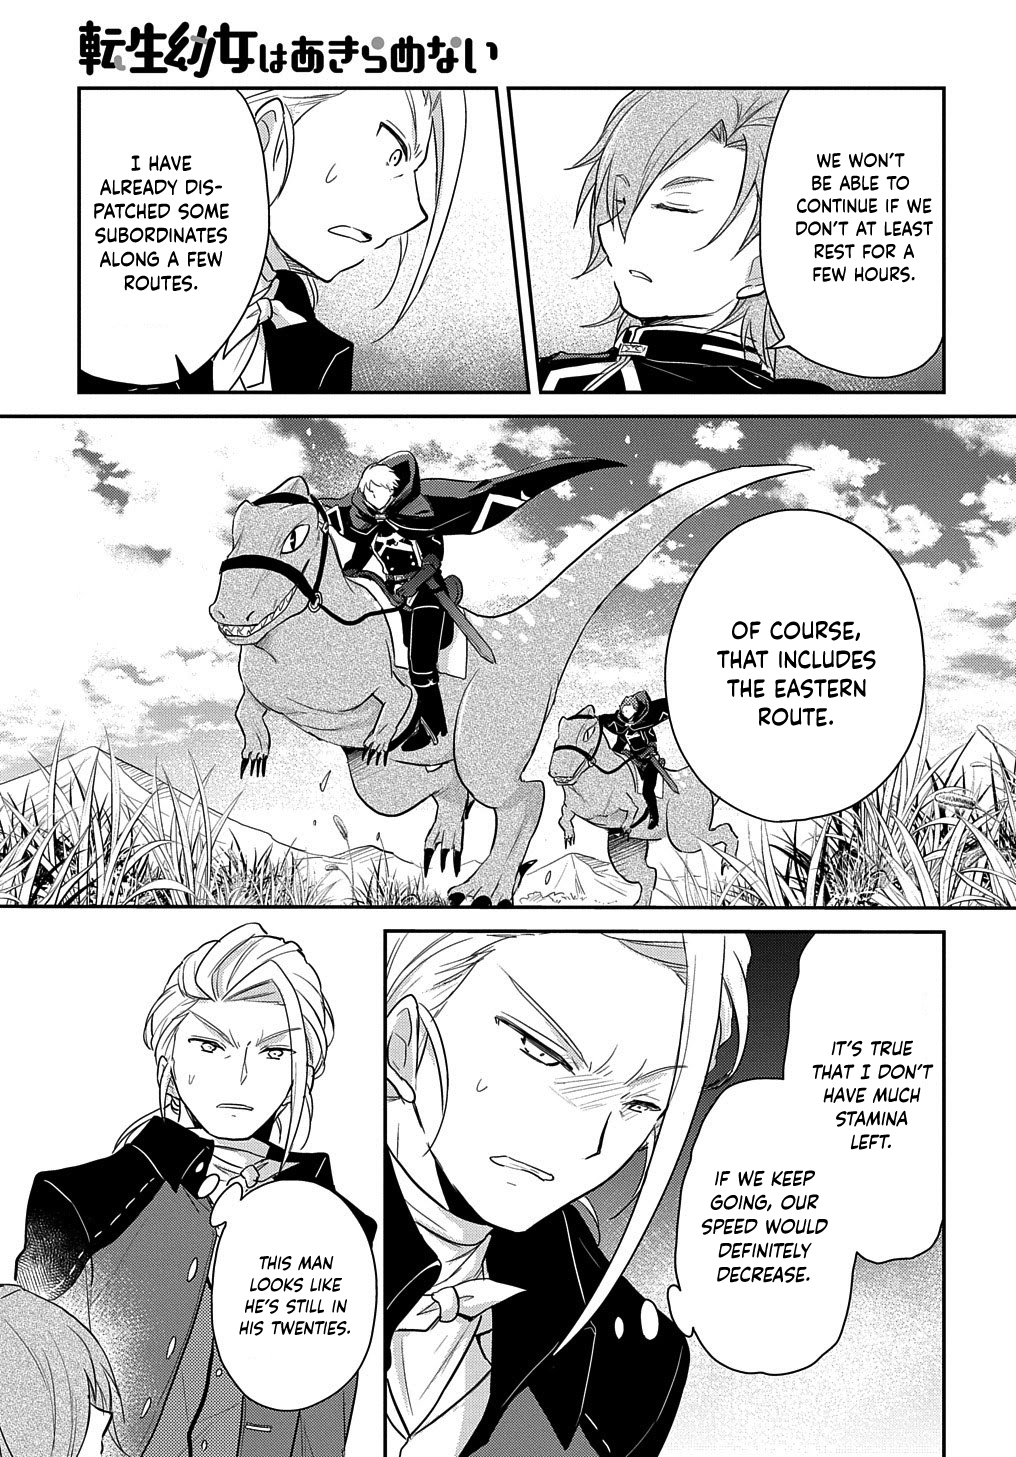 転生幼女はあきらめない
WE WON'T
BE ABLE TO
CONTINUE IF WE
DON'T AT LEAST
REST FOR A
FEW HOURS.
I HAVE
ALREADY DIS-
PATCHED SOME
SUBORDINATES
ALONG A FEW
ROUTES.
OF COURSE,
THAT INCLUDES
THE EASTERN
ROUTE.
IT'S TRUE
THAT I DON'T
HAVE MUCH
STAMINA
LEFT.
IF WE KEEP
GOING, OUR
SPEED WOULD
DEFINITELY
DECREASE.
THIS MAN
LOOKS LIKE
HE'S STILL IN
HIS TWENTIES.